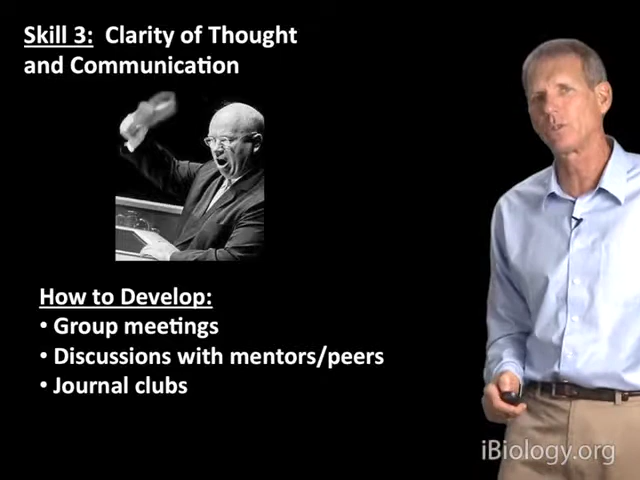 Skill 3:  Clarity of Thought
and Communication
How to Develop:
• Group meetings
• Discussions with mentors/peers
• Journal clubs
iBiology.org